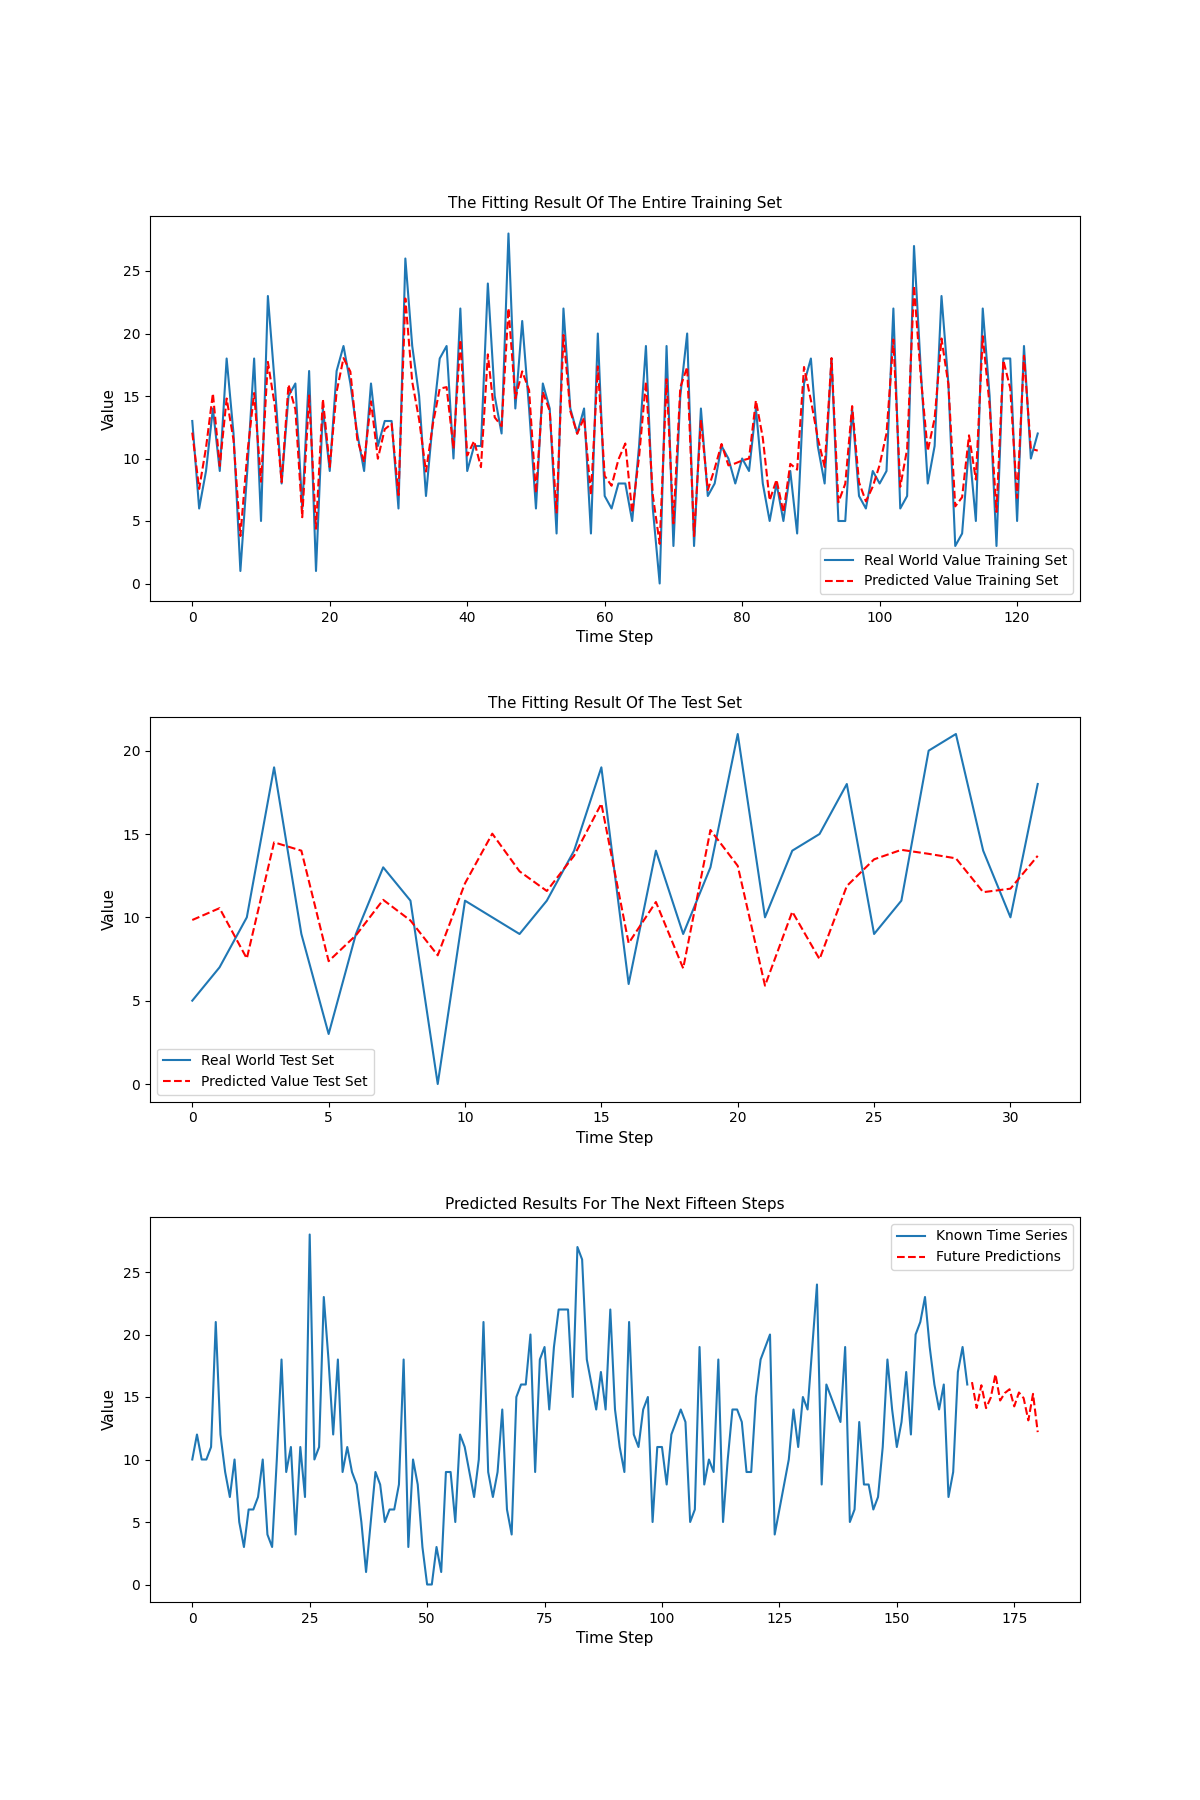 The Fitting Result Of The Entire Training Set
Value
25
20
15
10
5
0
Real World Value Training Set
Predicted Value Training Set
0 20 40 60 80 100 120
Time Step
The Fitting Result Of The Test Set
Value
20
15
10
5
0
Real World Test Set
Predicted Value Test Set
0 5 10 15 20 25 30
Time Step
Predicted Results For The Next Fifteen Steps
Known Time Series
Future Predictions
Value
25
20
15
10
5
0
0 25 50 75 100 125 150 175
Time Step